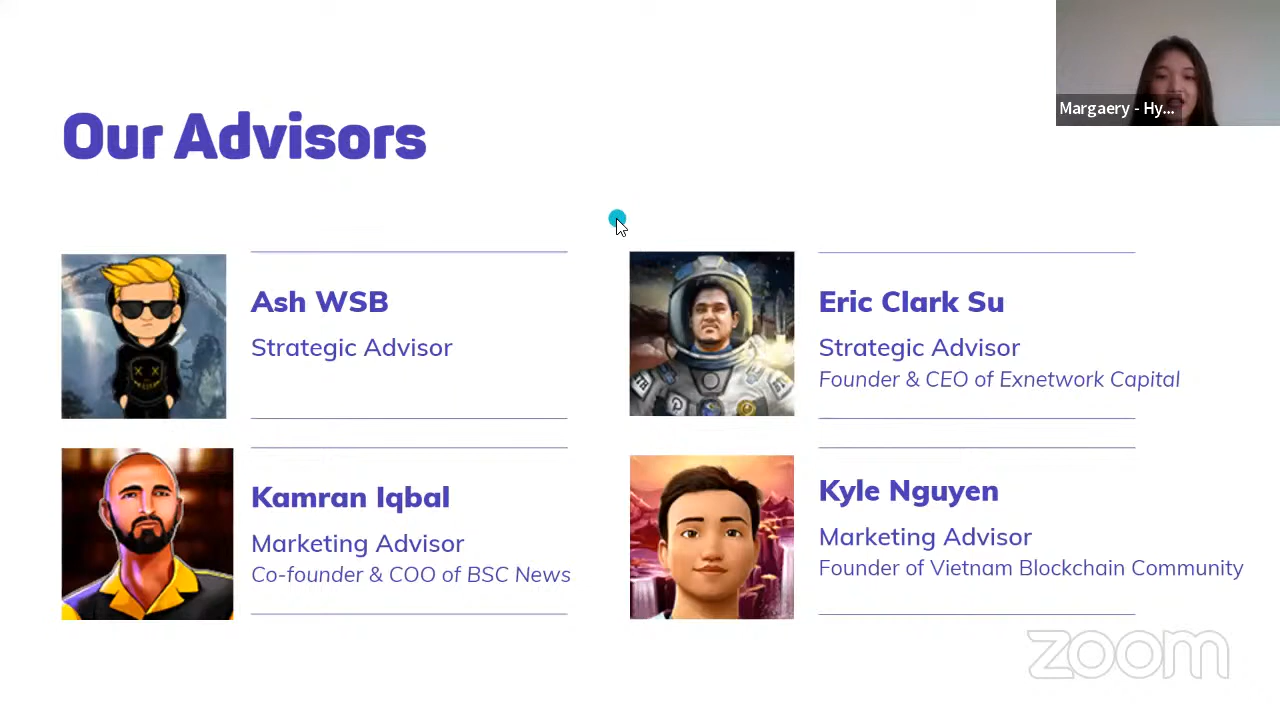 Margaery - Hy...
Our Advisors
Ash WSB
Strategic Advisor
Eric Clark Su
Strategic Advisor
Founder & CEO of Exnetwork Capital
Kamran Iqbal
Marketing Advisor
Co-founder & COO of BSC News
Kyle Nguyen
Marketing Advisor
Founder of Vietnam Blockchain Community
zoom